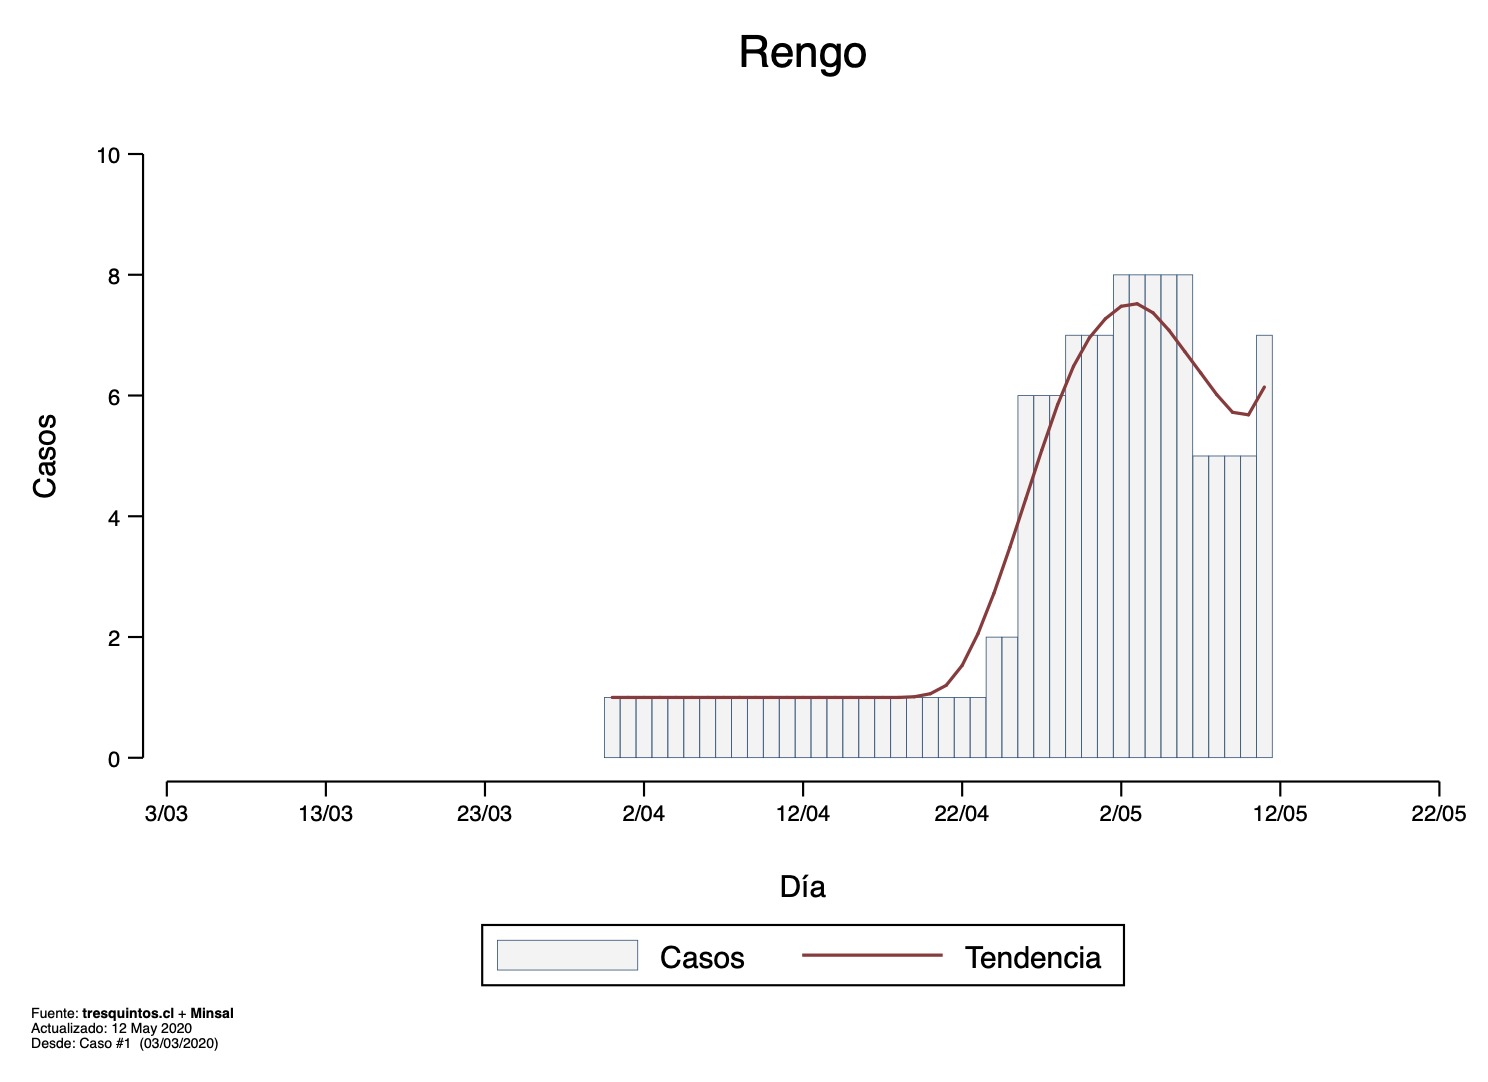 Rengo
10
8
6
4
2
0
Casos
3/03
13/03
23/03
2/04
12/04
22/04
2/05
12/05
22/05
Día
Casos
Tendencia
Fuente: tresquintos.cl + Minsal
Actualizado: 12 May 2020
Desde: Caso #1 (03/03/2020)